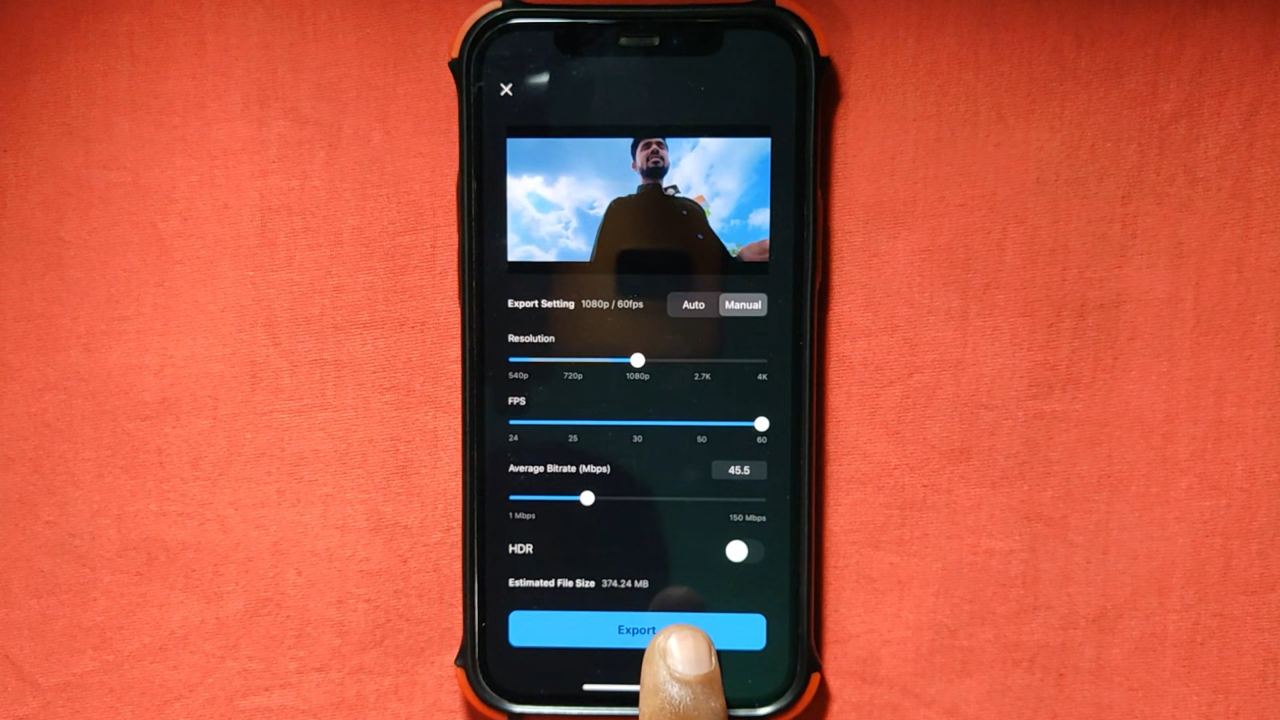 Export Setting 1080p / 60fps Auto Manual
Resolution
540p 720p 1080p 2.7K 4K
FPS
24 25 30 50 60
Average Bitrate (Mbps) 45.5
1 Mbps 150 Mbps
HDR
Estimated File Size 374.24 MB
Export